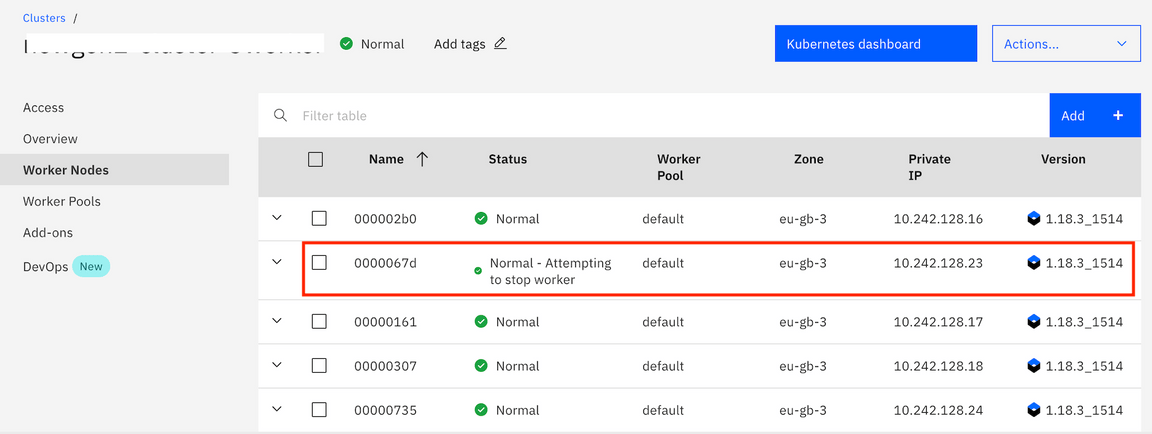 Clusters /
Normal
Add tags
Kubernetes dashboard
Actions...
Access
Overview
Worker Nodes
Worker Pools
Add-ons
DevOps New
Filter table
Add +
Name Status Worker Pool Zone Private IP Version
000002b0 Normal default eu-gb-3 10.242.128.16 1.18.3_1514
0000067d Normal - Attempting to stop worker default eu-gb-3 10.242.128.23 1.18.3_1514
00000161 Normal default eu-gb-3 10.242.128.17 1.18.3_1514
00000307 Normal default eu-gb-3 10.242.128.18 1.18.3_1514
00000735 Normal default eu-gb-3 10.242.128.24 1.18.3_1514